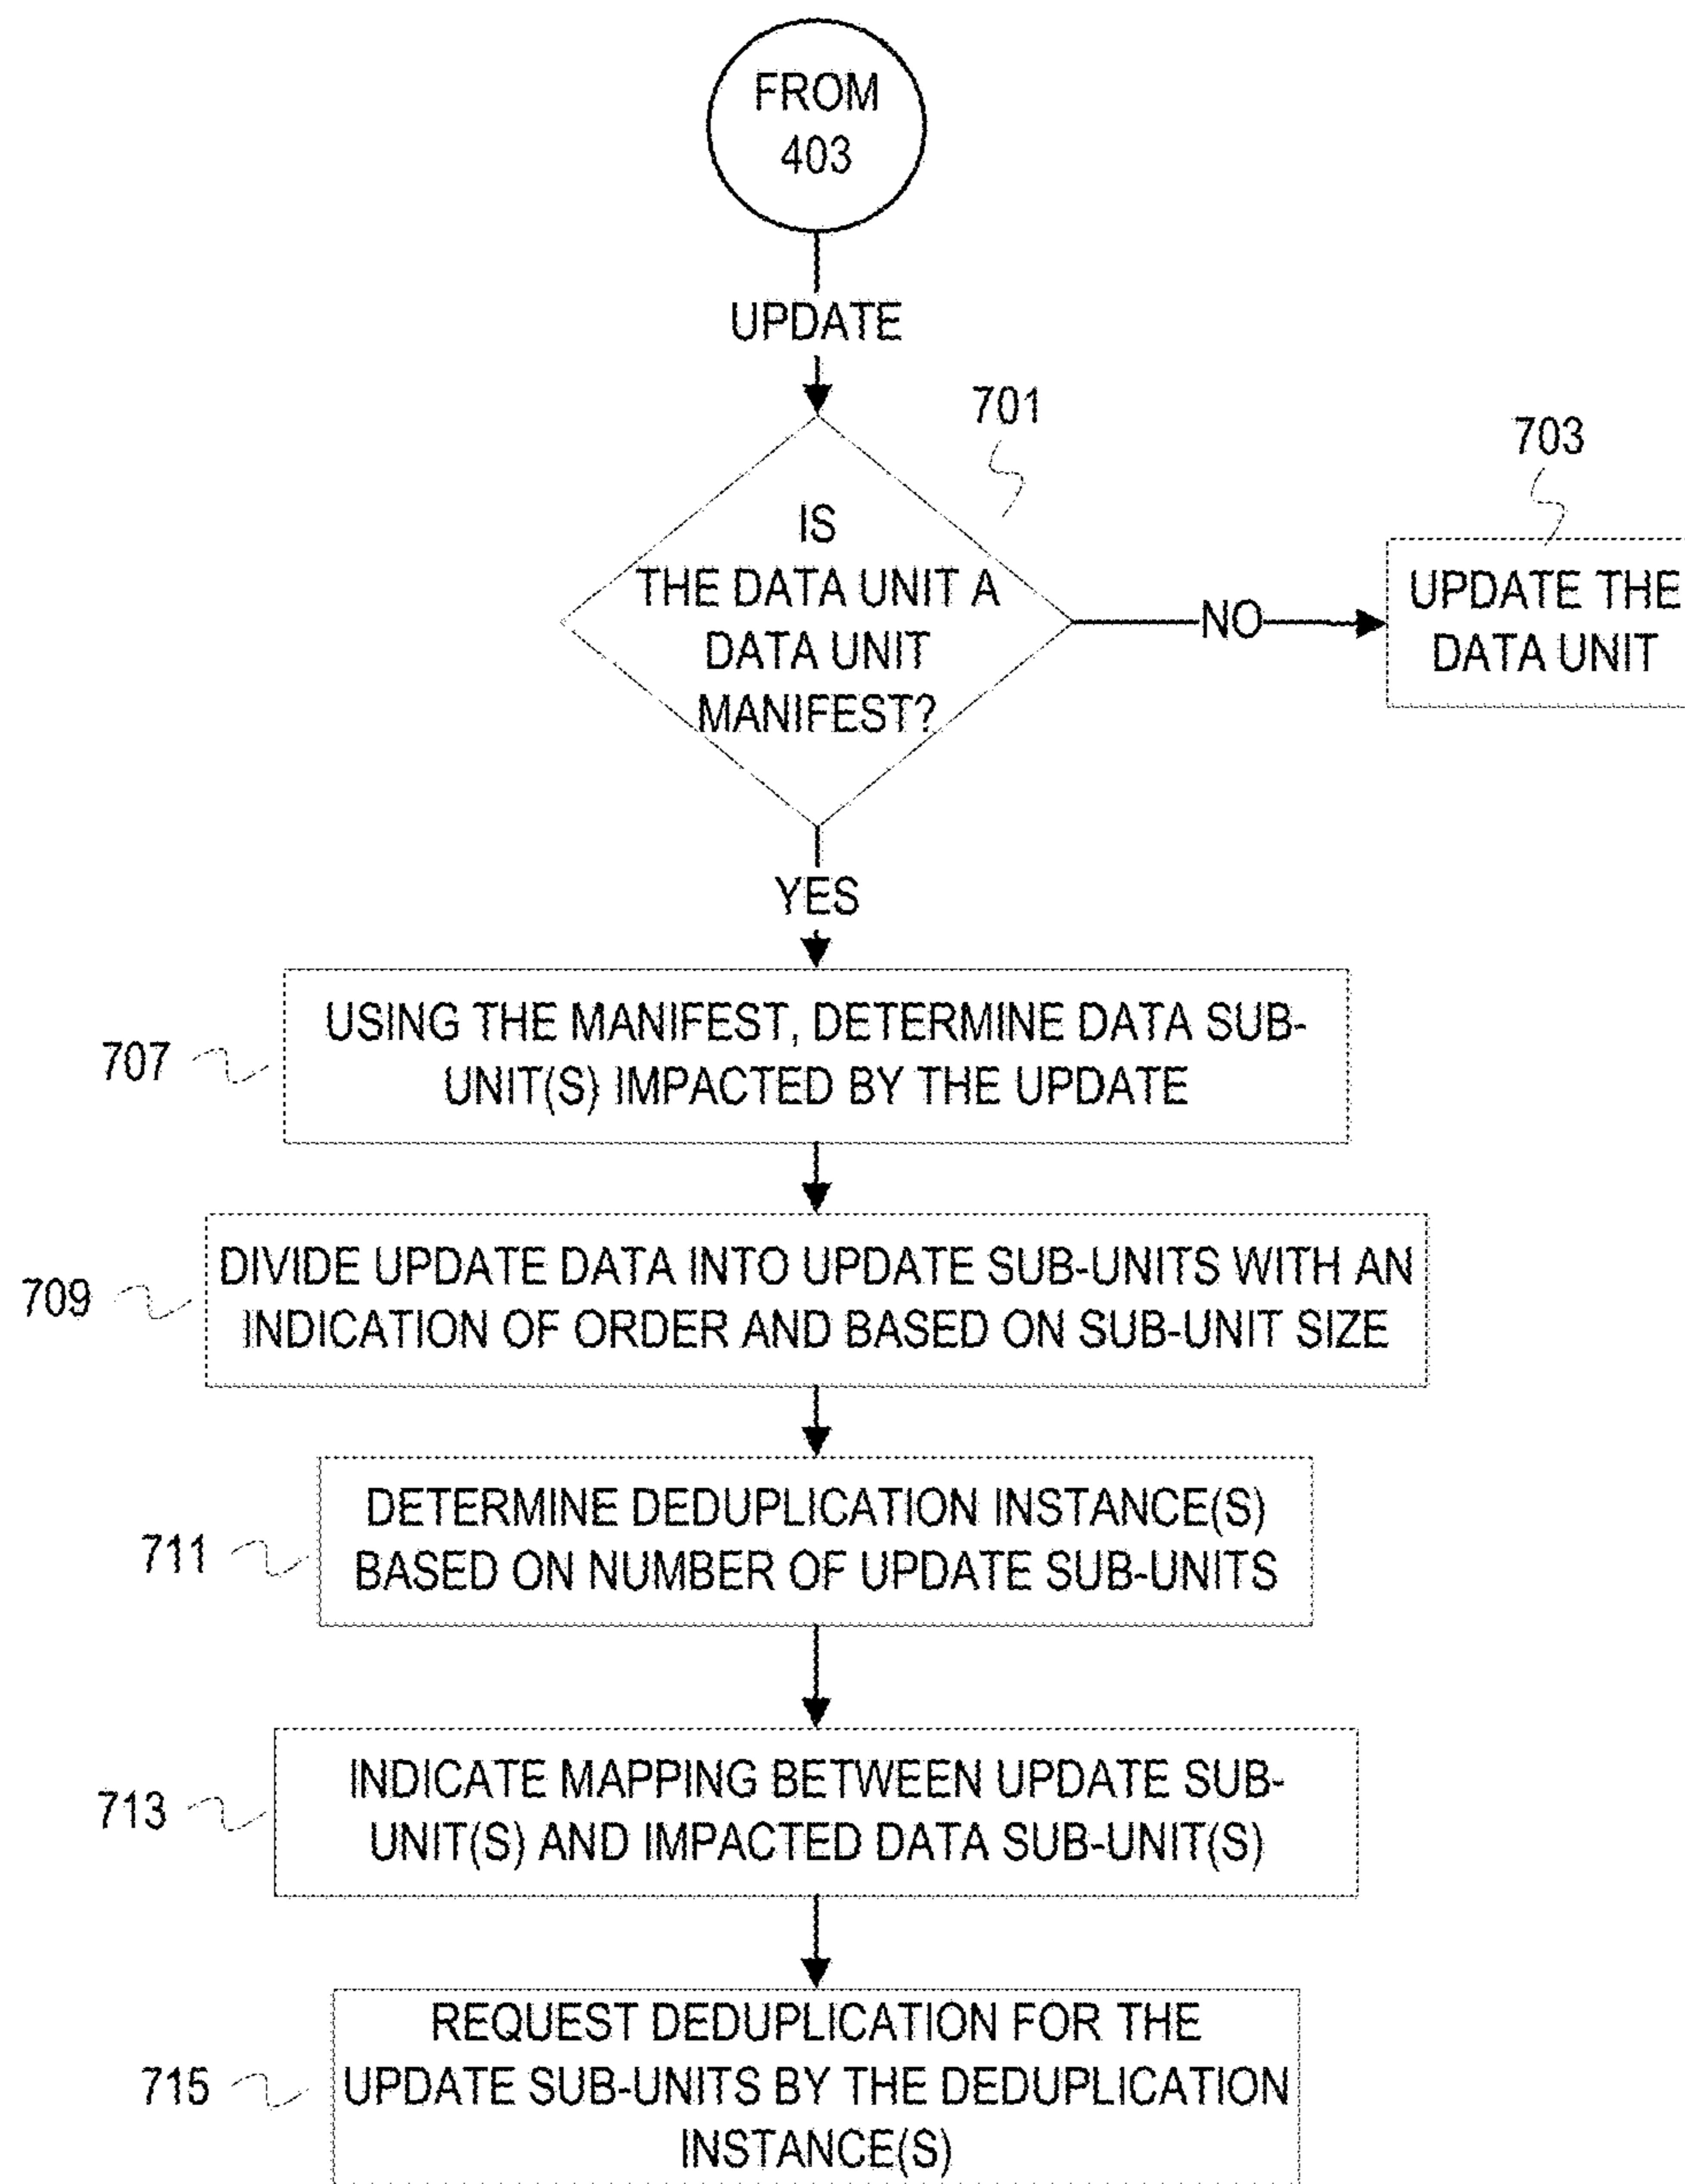 FROM
403
UPDATE
701
703
IS
THE DATA UNIT A
DATA UNIT
MANIFEST?
NO
UPDATE THE
DATA UNIT
YES
707
USING THE MANIFEST, DETERMINE DATA SUB-
UNIT(S) IMPACTED BY THE UPDATE
709
DIVIDE UPDATE DATA INTO UPDATE SUB-UNITS WITH AN
INDICATION OF ORDER AND BASED ON SUB-UNIT SIZE
711
DETERMINE DEDUPLICATION INSTANCE(S)
BASED ON NUMBER OF UPDATE SUB-UNITS
713
INDICATE MAPPING BETWEEN UPDATE SUB-
UNIT(S) AND IMPACTED DATA SUB-UNIT(S)
715
REQUEST DEDUPLICATION FOR THE
UPDATE SUB-UNITS BY THE DEDUPLICATION
INSTANCE(S)